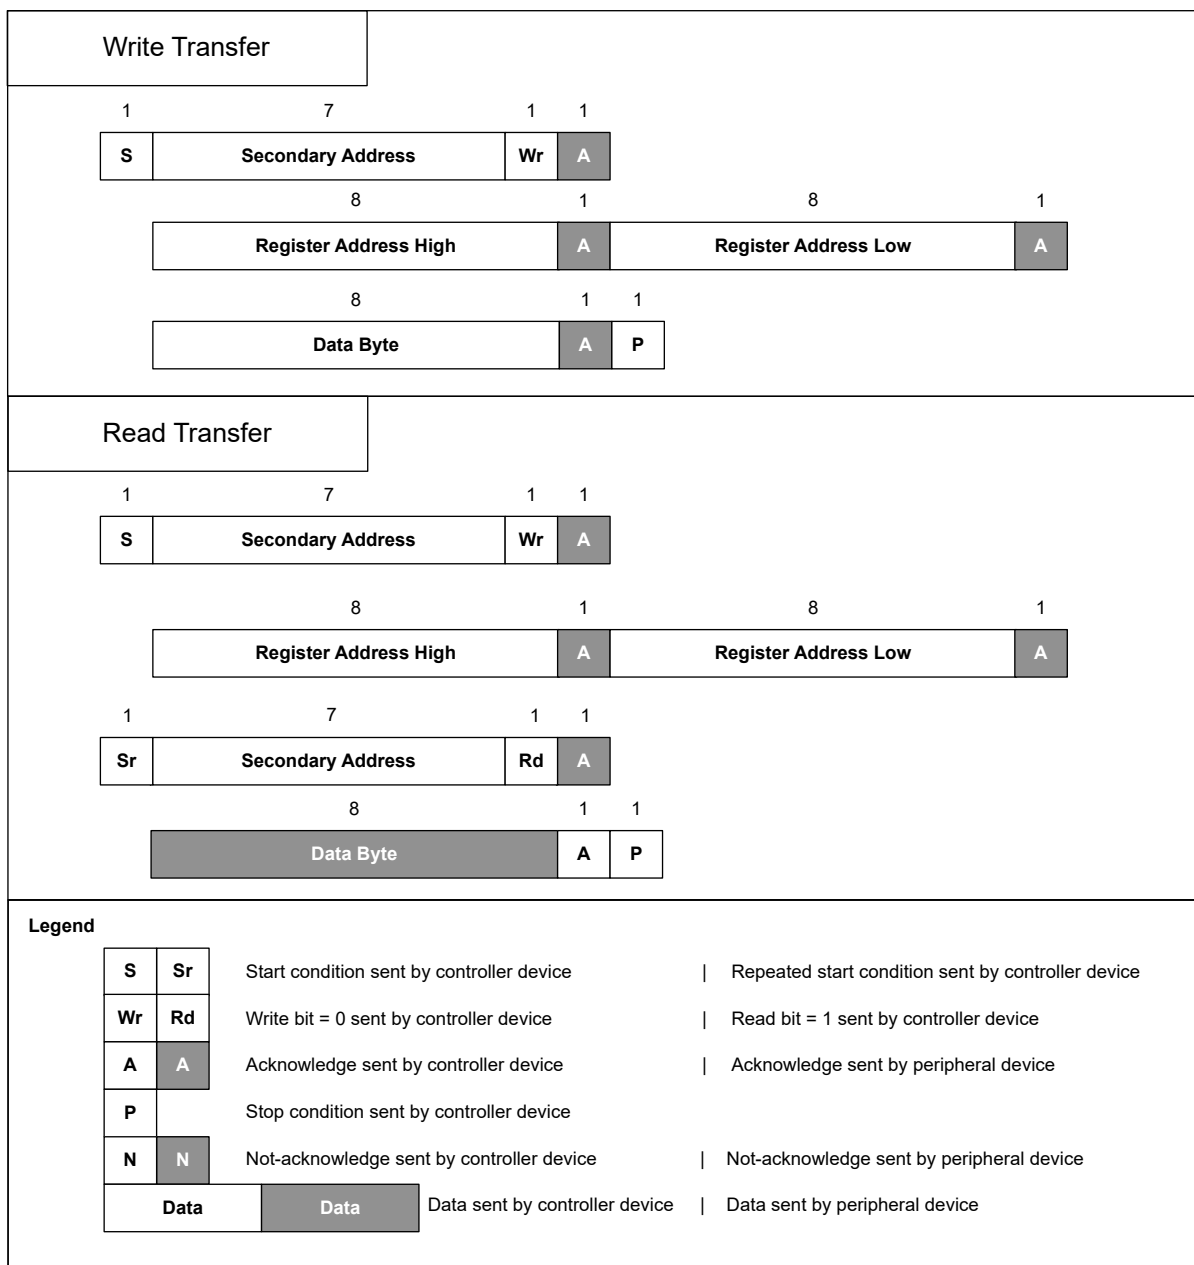 Write Transfer
1 7 1 1
S Secondary Address Wr A
8 1 8 1
Register Address High A Register Address Low A
8 1 1
Data Byte A P
Read Transfer
1 7 1 1
S Secondary Address Wr A
8 1 8 1
Register Address High A Register Address Low A
1 7 1 1
Sr Secondary Address Rd A
8 1 1
Data Byte A P
Legend
S Sr Start condition sent by controller device | Repeated start condition sent by controller device
Wr Rd Write bit = 0 sent by controller device | Read bit = 1 sent by controller device
A A Acknowledge sent by controller device | Acknowledge sent by peripheral device
P Stop condition sent by controller device
N N Not-acknowledge sent by controller device | Not-acknowledge sent by peripheral device
Data Data Data sent by controller device | Data sent by peripheral device